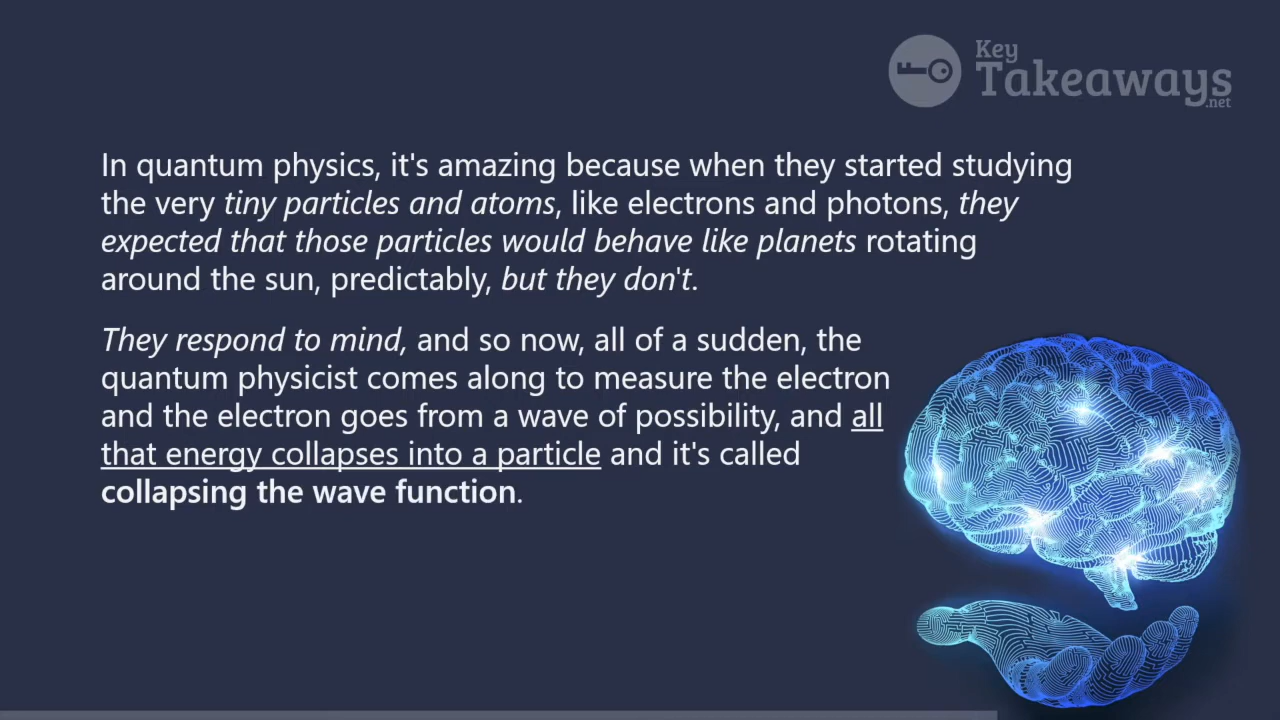 Key
Takeaways
.net
In quantum physics, it's amazing because when they started studying
the very tiny particles and atoms, like electrons and photons, they
expected that those particles would behave like planets rotating
around the sun, predictably, but they don't.
They respond to mind, and so now, all of a sudden, the
quantum physicist comes along to measure the electron
and the electron goes from a wave of possibility, and all
that energy collapses into a particle and it's called
collapsing the wave function.